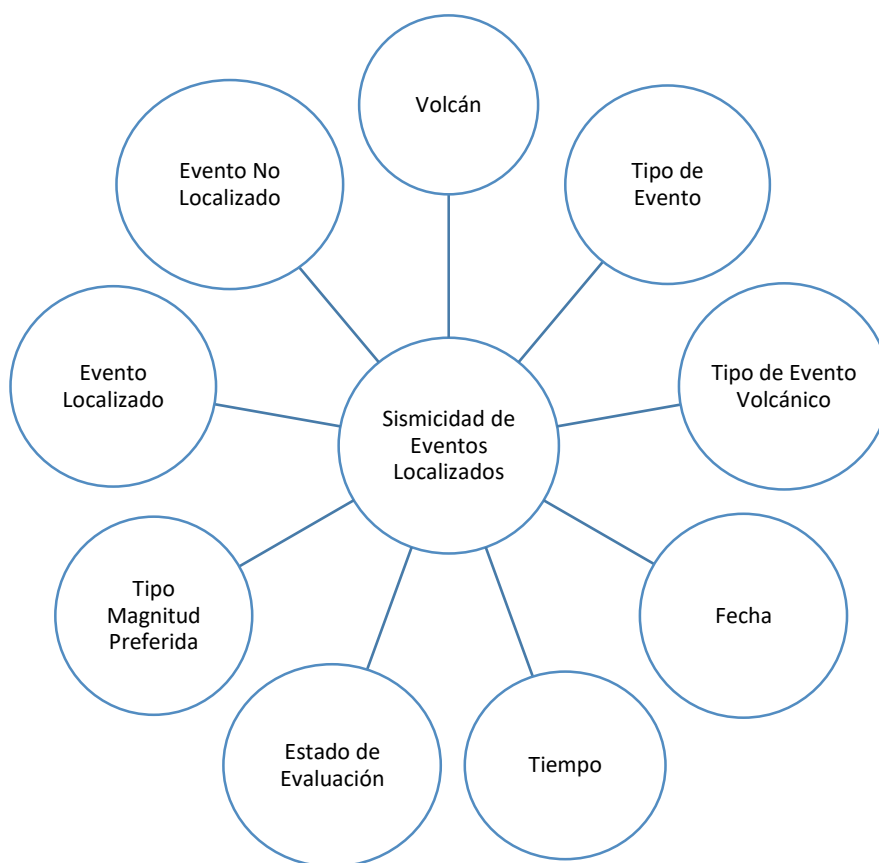 Volcán
Tipo de
Evento
Tipo de Evento
Volcánico
Fecha
Tiempo
Estado de
Evaluación
Tipo
Magnitud
Preferida
Evento
Localizado
Evento No
Localizado
Sismicidad de
Eventos
Localizados